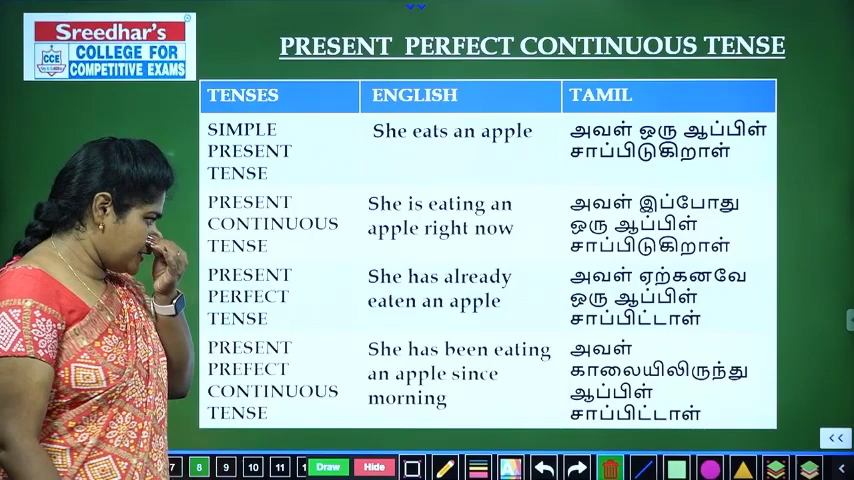 Sreedhar's
CCE
COLLEGE FOR
COMPETITIVE EXAMS
PRESENT PERFECT CONTINUOUS TENSE
TENSES
ENGLISH
TAMIL
SIMPLE
PRESENT
TENSE
She eats an apple
அவள் ஒரு ஆப்பிள்
சாப்பிடுகிறாள்
PRESENT
CONTINUOUS
TENSE
She is eating an
apple right now
அவள் இப்போது
ஒரு ஆப்பிள்
சாப்பிடுகிறாள்
PRESENT
PERFECT
TENSE
She has already
eaten an apple
அவள் ஏற்கனவே
ஒரு ஆப்பிள்
சாப்பிட்டாள்
PRESENT
PREFECT
CONTINUOUS
TENSE
She has been eating
an apple since
morning
அவள்
காலையிலிருந்து
ஆப்பிள்
சாப்பிட்டாள்
<<
7 8 9 10 11 Draw Hide